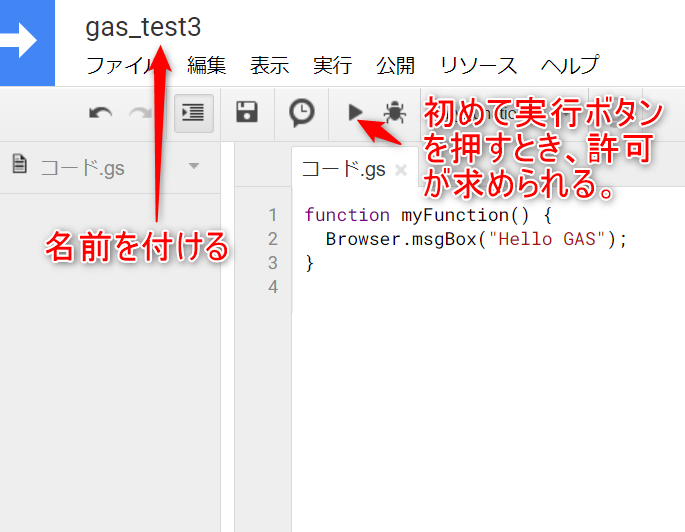 gas_test3
ファイル 編集 表示 実行 公開 リソース ヘルプ
初めて実行ボタン
を押すとき、許可
が求められる。
コード.gs
コード.gs
名前を付ける
1 function myFunction() {
2 Browser.msgBox("Hello GAS");
3 }
4